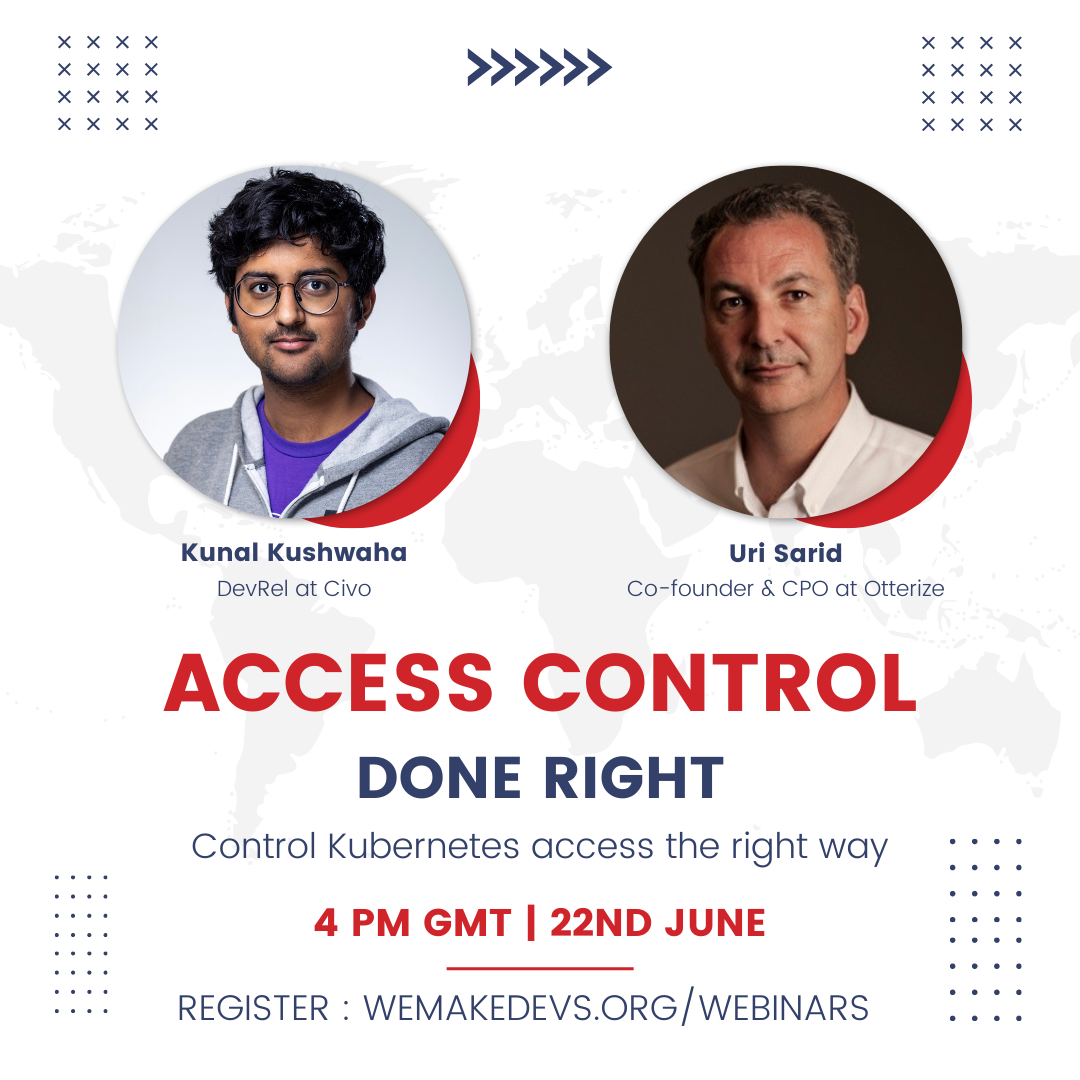 Kunal Kushwaha
DevRel at Civo
Uri Sarid
Co-founder & CPO at Otterize
ACCESS CONTROL
DONE RIGHT
Control Kubernetes access the right way
4 PM GMT | 22ND JUNE
REGISTER : WEMAKEDEVS.ORG/WEBINARS